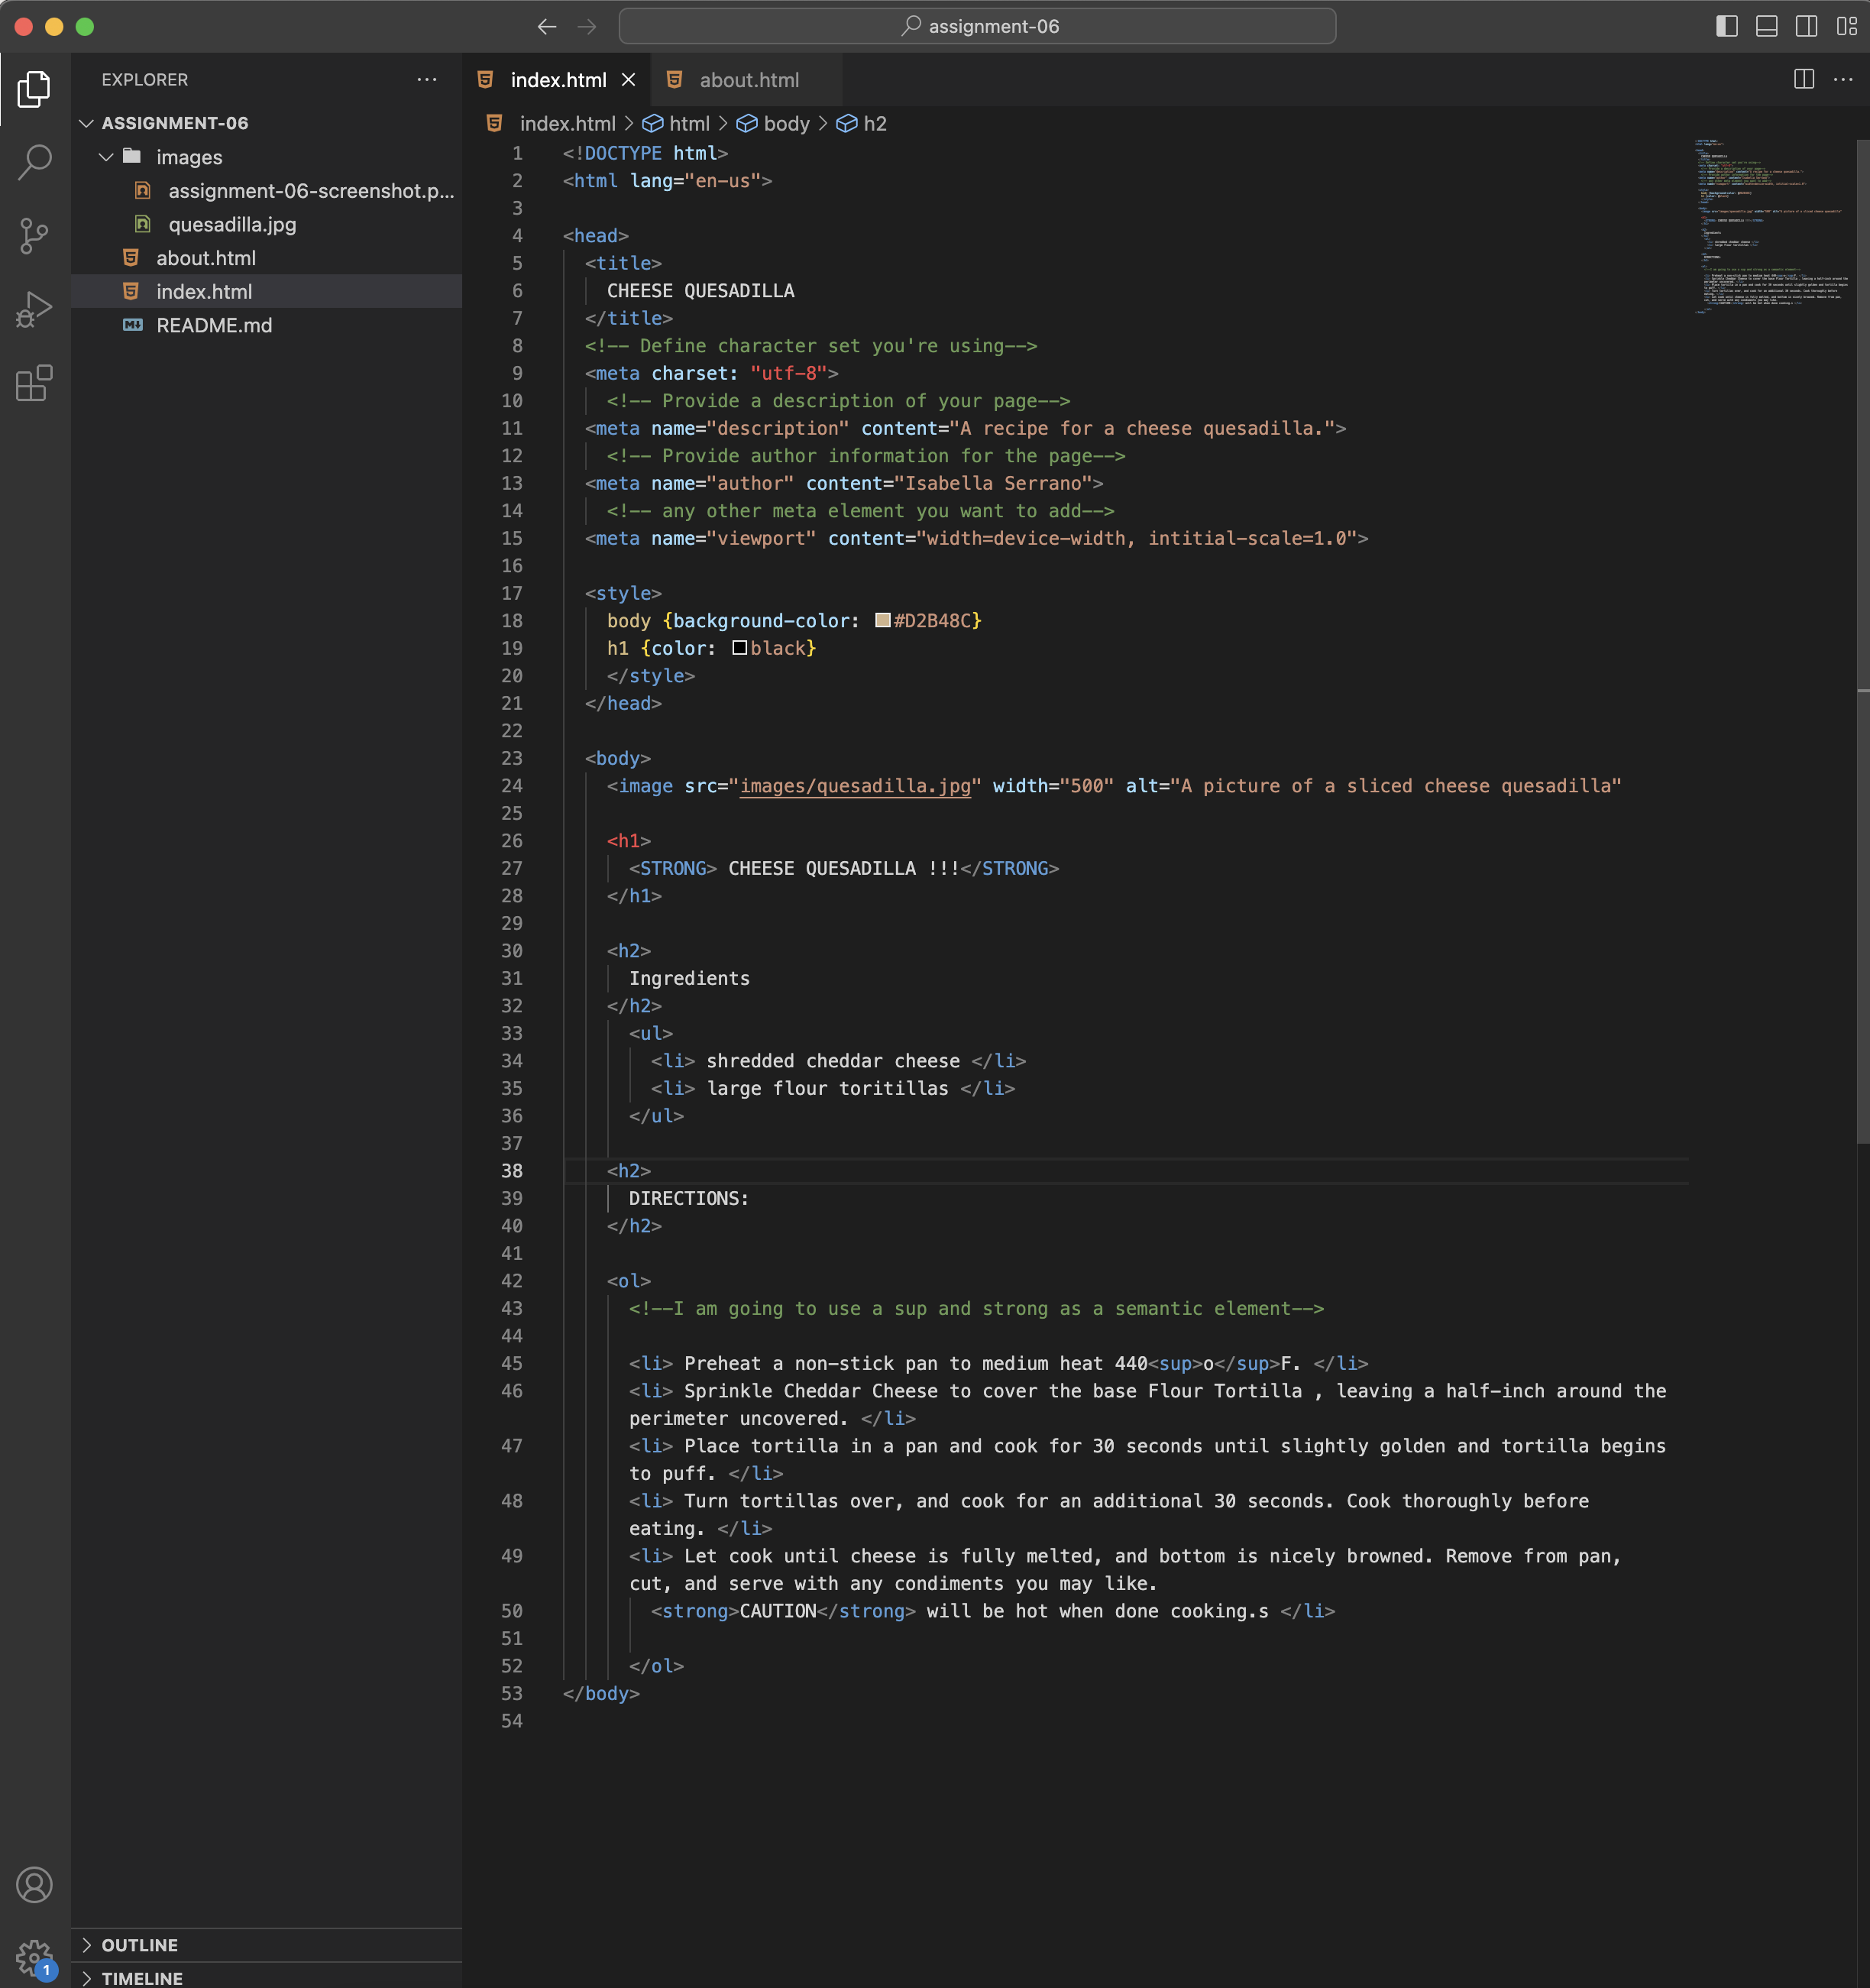 assignment-06
EXPLORER
ASSIGNMENT-06
images
assignment-06-screenshot.p...
quesadilla.jpg
about.html
index.html
README.md
OUTLINE
TIMELINE
1
index.html
about.html
index.html > html > body > h2
1 <!DOCTYPE html>
2 <html lang="en-us">
3
4 <head>
5 <title>
6 CHEESE QUESADILLA
7 </title>
8 <!-- Define character set you're using-->
9 <meta charset: "utf-8">
10 <!-- Provide a description of your page-->
11 <meta name="description" content="A recipe for a cheese quesadilla.">
12 <!-- Provide author information for the page-->
13 <meta name="author" content="Isabella Serrano">
14 <!-- any other meta element you want to add-->
15 <meta name="viewport" content="width=device-width, intitial-scale=1.0">
16
17 <style>
18 body {background-color: #D2B48C}
19 h1 {color: black}
20 </style>
21 </head>
22
23 <body>
24 <image src="images/quesadilla.jpg" width="500" alt="A picture of a sliced cheese quesadilla"
25
26 <h1>
27 <STRONG> CHEESE QUESADILLA !!!</STRONG>
28 </h1>
29
30 <h2>
31 Ingredients
32 </h2>
33 <ul>
34 <li> shredded cheddar cheese </li>
35 <li> large flour toritillas </li>
36 </ul>
37
38 <h2>
39 DIRECTIONS:
40 </h2>
41
42 <ol>
43 <!--I am going to use a sup and strong as a semantic element-->
44
45 <li> Preheat a non-stick pan to medium heat 440<sup>o</sup>F. </li>
46 <li> Sprinkle Cheddar Cheese to cover the base Flour Tortilla , leaving a half-inch around the
perimeter uncovered. </li>
47 <li> Place tortilla in a pan and cook for 30 seconds until slightly golden and tortilla begins
to puff. </li>
48 <li> Turn tortillas over, and cook for an additional 30 seconds. Cook thoroughly before
eating. </li>
49 <li> Let cook until cheese is fully melted, and bottom is nicely browned. Remove from pan,
cut, and serve with any condiments you may like.
50 <strong>CAUTION</strong> will be hot when done cooking.s </li>
51
52 </ol>
53 </body>
54